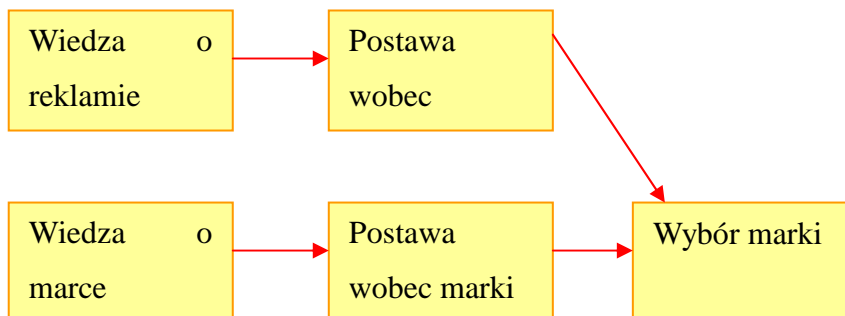 Wiedza o
reklamie
Postawa
wobec
Wiedza o
marce
Postawa
wobec marki
Wybór marki